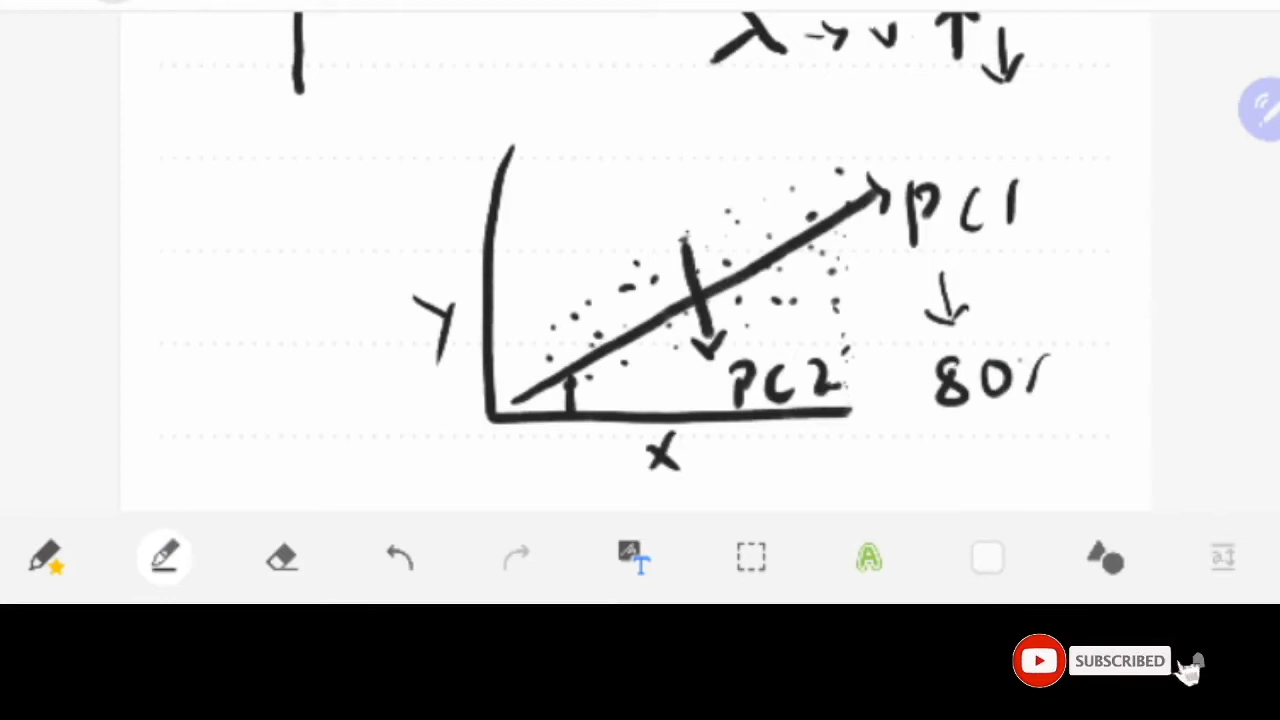 λ → v ↑ ↓
PC1
↓
Y
PC2
80%
X
SUBSCRIBED